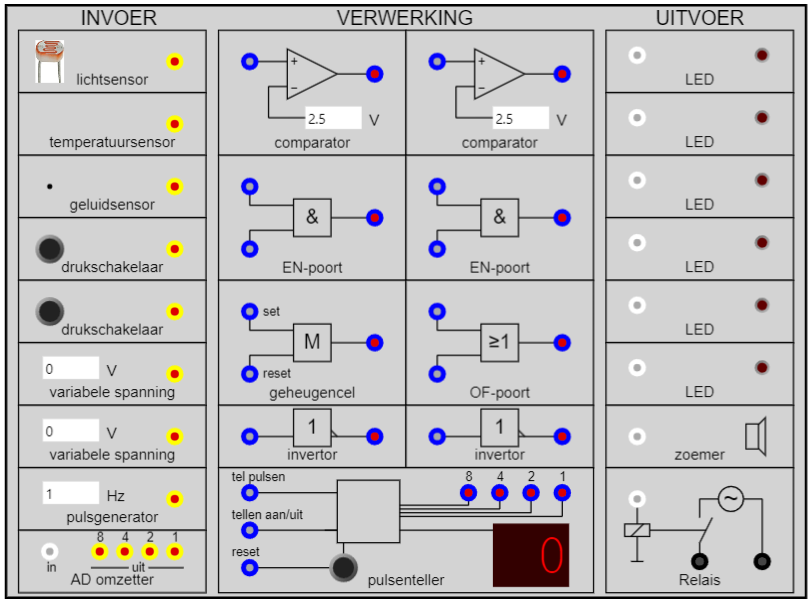 INVOER VERWERKING UITVOER
lichtsensor
+
−
2.5 V
comparator
+
−
2.5 V
comparator
LED
temperatuursensor
LED
geluidsensor
&
EN-poort
&
EN-poort
LED
drukschakelaar
LED
drukschakelaar
set
M
reset
geheugencel
≥1
OF-poort
LED
0 V
variabele spanning
LED
0 V
variabele spanning
1
invertor
1
invertor
zoemer
1 Hz
pulsgenerator
tel pulsen
8 4 2 1
tellen aan/uit
reset
0
pulsenteller
~
Relais
8 4 2 1
in uit
AD omzetter